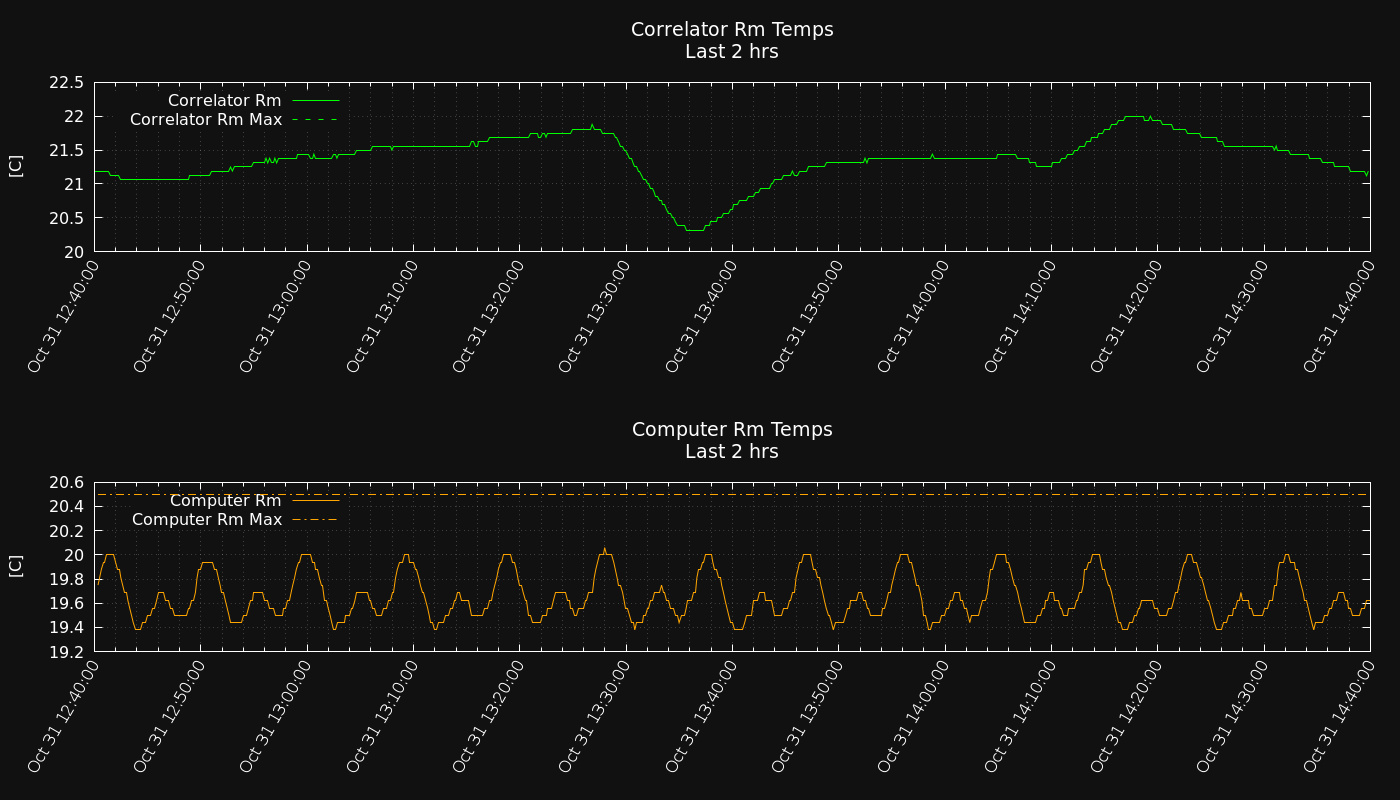 Correlator Rm Temps
Last 2 hrs
22.5
22
21.5
21
20.5
20
[C]
Correlator Rm
Correlator Rm Max
Oct 31 12:40:00
Oct 31 12:50:00
Oct 31 13:00:00
Oct 31 13:10:00
Oct 31 13:20:00
Oct 31 13:30:00
Oct 31 13:40:00
Oct 31 13:50:00
Oct 31 14:00:00
Oct 31 14:10:00
Oct 31 14:20:00
Oct 31 14:30:00
Oct 31 14:40:00
Computer Rm Temps
Last 2 hrs
20.6
20.4
20.2
20
19.8
19.6
19.4
19.2
[C]
Computer Rm
Computer Rm Max
Oct 31 12:40:00
Oct 31 12:50:00
Oct 31 13:00:00
Oct 31 13:10:00
Oct 31 13:20:00
Oct 31 13:30:00
Oct 31 13:40:00
Oct 31 13:50:00
Oct 31 14:00:00
Oct 31 14:10:00
Oct 31 14:20:00
Oct 31 14:30:00
Oct 31 14:40:00